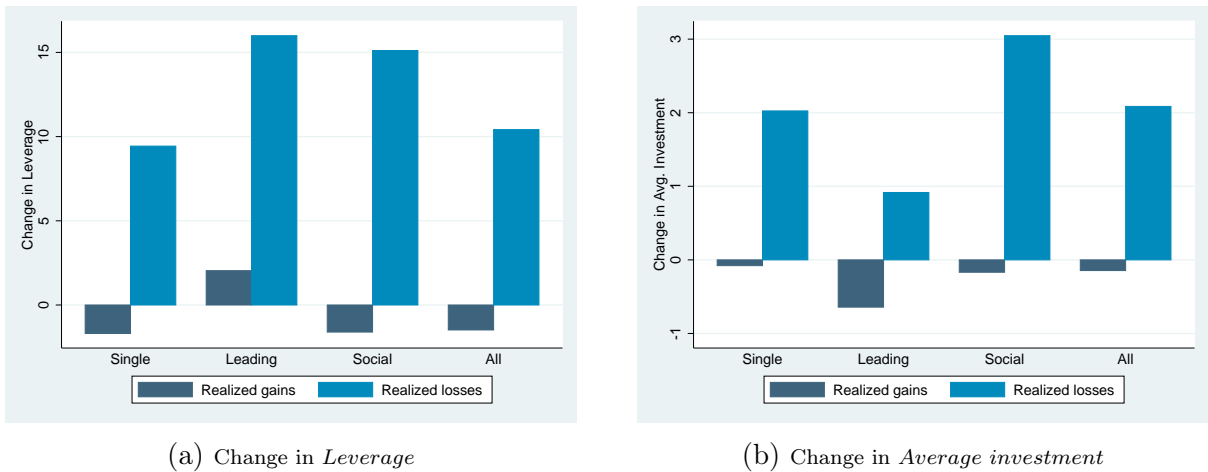 Change in Leverage
15
10
5
0
Single Leading Social All
Realized gains Realized losses
(a) Change in Leverage
Change in Avg. Investment
3
2
1
0
-1
Single Leading Social All
Realized gains Realized losses
(b) Change in Average investment